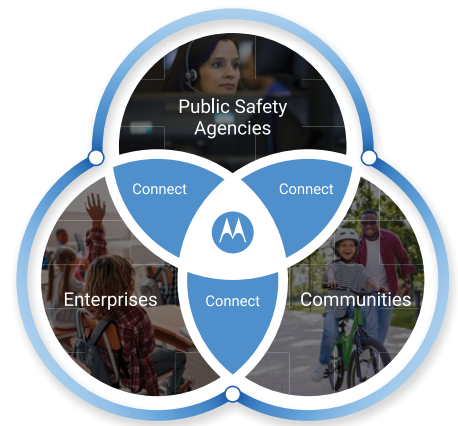 Public Safety
Agencies
Connect
Connect
Enterprises
Connect
Communities